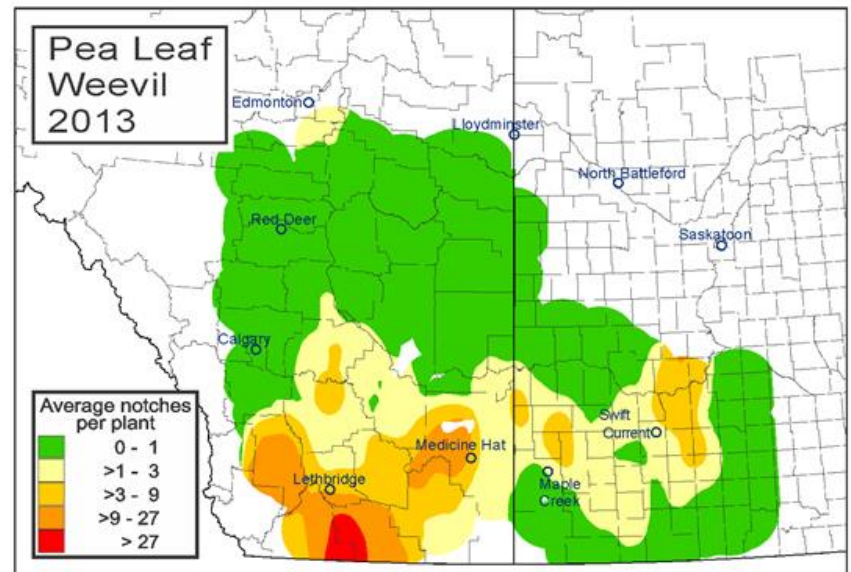 Pea Leaf
Weevil
2013
Edmonton
Lloydminster
North Battleford
Red Deer
Saskatoon
Calgary
Average notches
per plant
0 - 1
>1 - 3
>3 - 9
>9 - 27
> 27
Swift
Current
Medicine Hat
Lethbridge
Maple
Creek